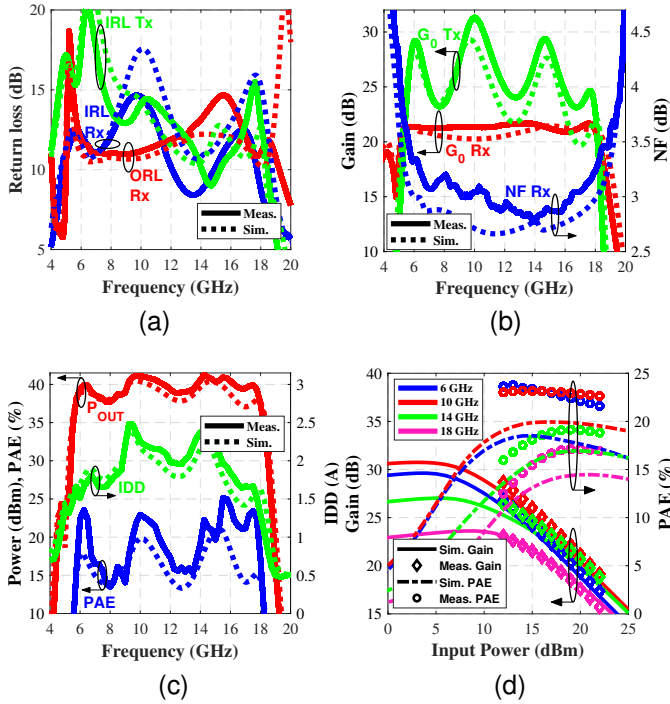 20
15
10
5
Return loss (dB)
IRL Tx
IRL
Rx
ORL
Rx
Meas.
Sim.
4 6 8 10 12 14 16 18 20
Frequency (GHz)
(a)
30
25
20
15
10
Gain (dB)
G0 Tx
G0 Rx
NF Rx
Meas.
Sim.
4.5
4
3.5
3
2.5
NF (dB)
4 6 8 10 12 14 16 18 20
Frequency (GHz)
(b)
40
35
30
25
20
15
10
Power (dBm), PAE (%)
POUT
IDD
PAE
Meas.
Sim.
3
2.5
2
1.5
1
0.5
0
IDD (A)
4 6 8 10 12 14 16 18 20
Frequency (GHz)
(c)
40
35
30
25
20
15
Gain (dB)
6 GHz
10 GHz
14 GHz
18 GHz
Sim. Gain
Meas. Gain
Sim. PAE
Meas. PAE
25
20
15
10
5
0
PAE (%)
0 5 10 15 20 25
Input Power (dBm)
(d)